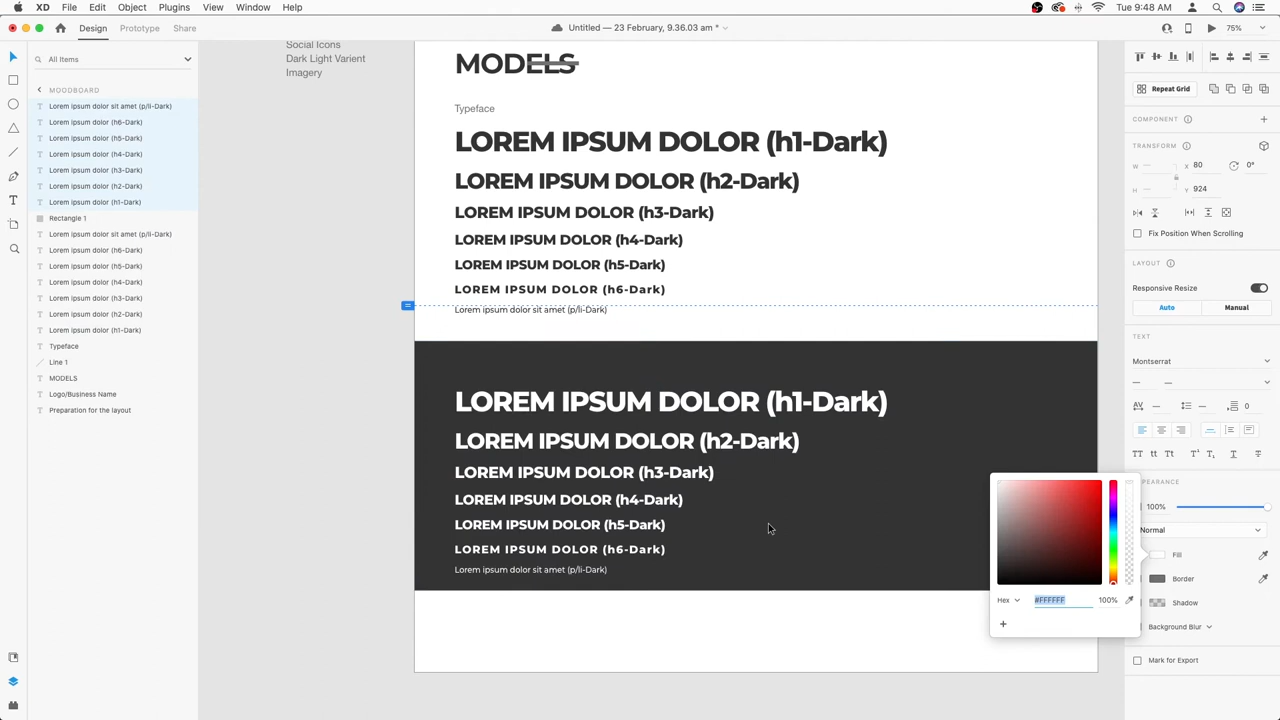 XD File Edit Object Plugins View Window Help Tue 9:48 AM
Design Prototype Share Untitled — 23 February, 9.36.03 am * 75%
All Items
MOODBOARD
Lorem ipsum dolor sit amet (p/li-Dark)
Lorem ipsum dolor (h6-Dark)
Lorem ipsum dolor (h5-Dark)
Lorem ipsum dolor (h4-Dark)
Lorem ipsum dolor (h3-Dark)
Lorem ipsum dolor (h2-Dark)
Lorem ipsum dolor (h1-Dark)
Rectangle 1
Lorem ipsum dolor sit amet (p/li-Dark)
Lorem ipsum dolor (h6-Dark)
Lorem ipsum dolor (h5-Dark)
Lorem ipsum dolor (h4-Dark)
Lorem ipsum dolor (h3-Dark)
Lorem ipsum dolor (h2-Dark)
Lorem ipsum dolor (h1-Dark)
Typeface
Line 1
MODELS
Logo/Business Name
Preparation for the layout
Social Icons
Dark Light Varient
Imagery
MODELS
Typeface
LOREM IPSUM DOLOR (h1-Dark)
LOREM IPSUM DOLOR (h2-Dark)
LOREM IPSUM DOLOR (h3-Dark)
LOREM IPSUM DOLOR (h4-Dark)
LOREM IPSUM DOLOR (h5-Dark)
LOREM IPSUM DOLOR (h6-Dark)
Lorem ipsum dolor sit amet (p/li-Dark)
LOREM IPSUM DOLOR (h1-Dark)
LOREM IPSUM DOLOR (h2-Dark)
LOREM IPSUM DOLOR (h3-Dark)
LOREM IPSUM DOLOR (h4-Dark)
LOREM IPSUM DOLOR (h5-Dark)
LOREM IPSUM DOLOR (h6-Dark)
Lorem ipsum dolor sit amet (p/li-Dark)
Hex #FFFFFF 100%
Repeat Grid
COMPONENT
TRANSFORM
W X 80 0°
H Y 924
Fix Position When Scrolling
LAYOUT
Responsive Resize
Auto Manual
TEXT
Montserrat
AV 0
TT tt Tt T¹ T₁ T T
PEARANCE
100%
Normal
Fill
Border
Shadow
Background Blur
Mark for Export